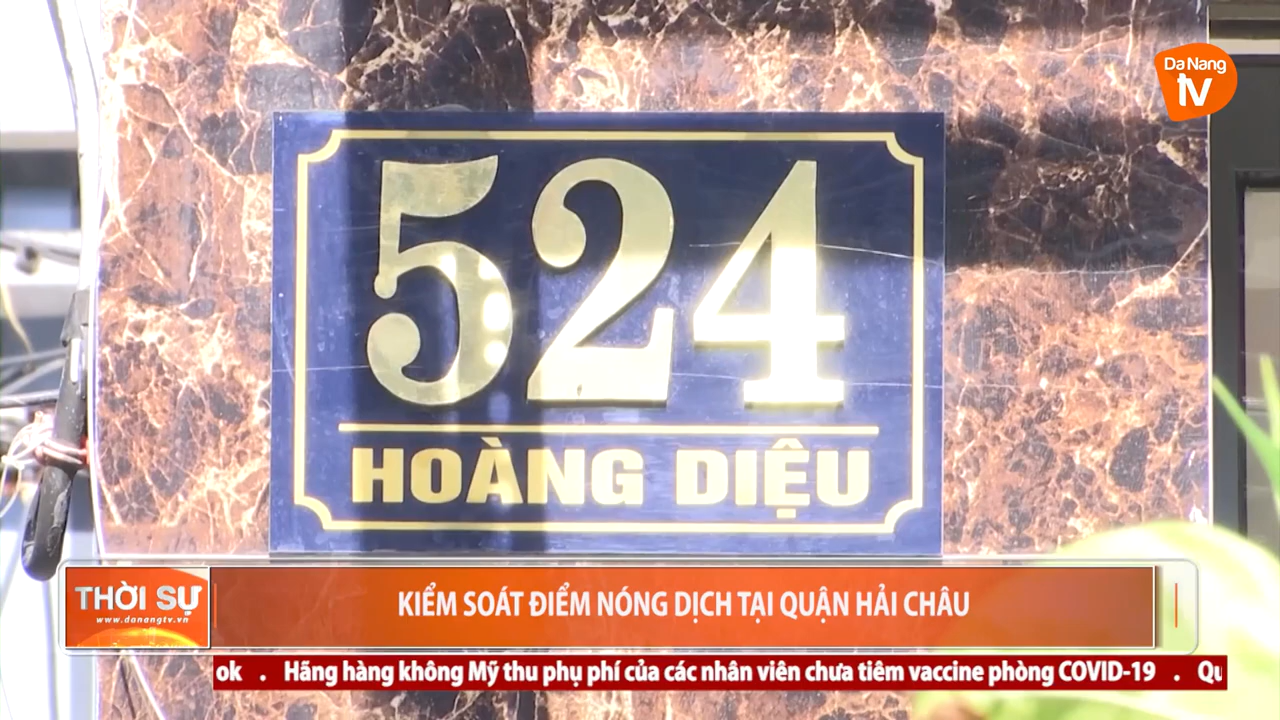 Da Nang
tv
524
HOÀNG DIỆU
THỜI SỰ
www.danangtv.vn
KIỂM SOÁT ĐIỂM NÓNG DỊCH TẠI QUẬN HẢI CHÂU
ok . Hãng hàng không Mỹ thu phụ phí của các nhân viên chưa tiêm vaccine phòng COVID-19 .